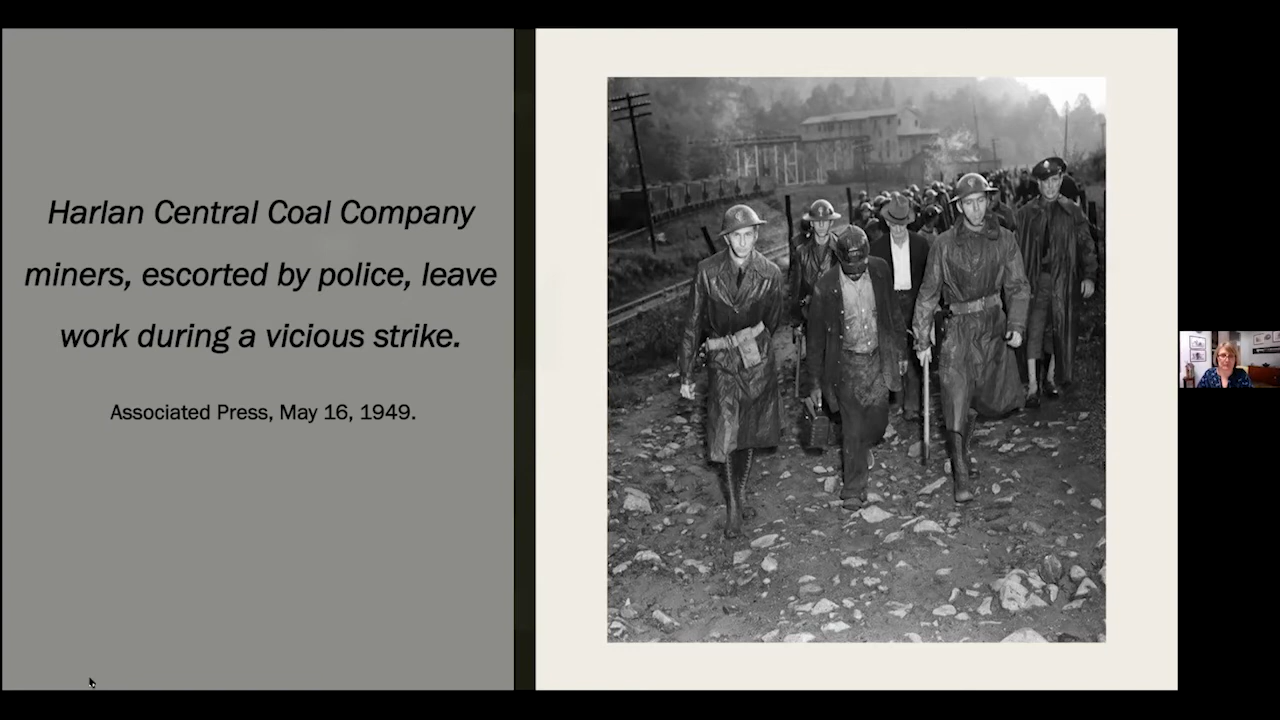 Harlan Central Coal Company
miners, escorted by police, leave
work during a vicious strike.
Associated Press, May 16, 1949.